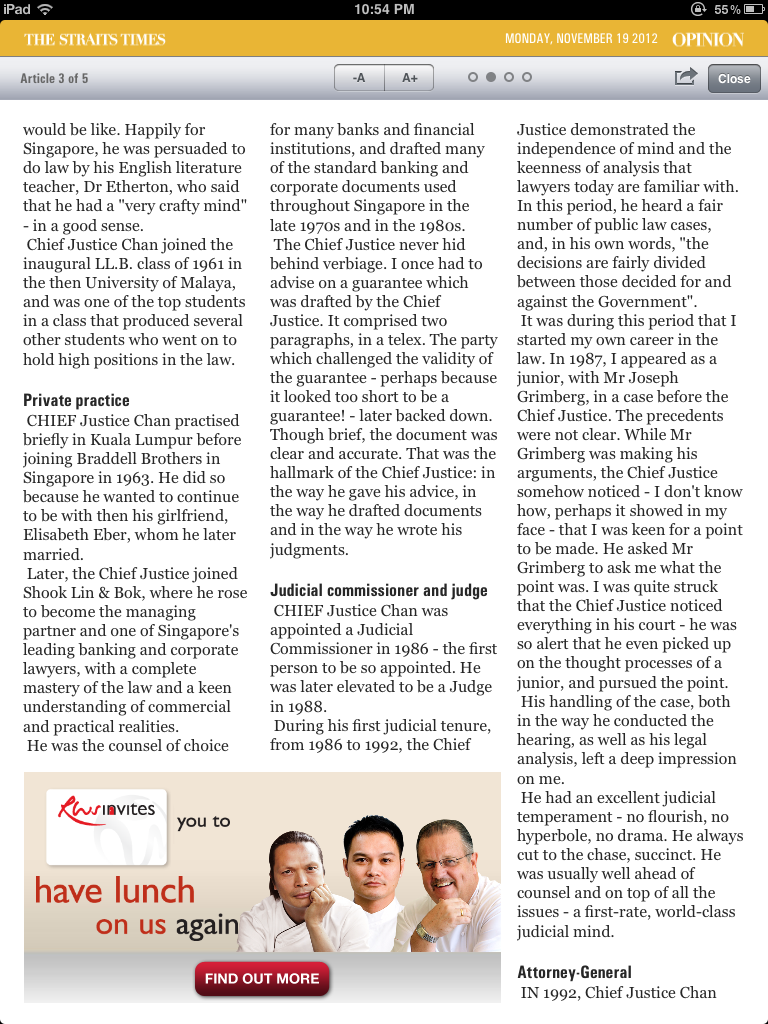 iPad
10:54 PM
55%
THE STRAITS TIMES
MONDAY, NOVEMBER 19 2012 OPINION
Article 3 of 5
-A
A+
Close
would be like. Happily for
Singapore, he was persuaded to
do law by his English literature
teacher, Dr Etherton, who said
that he had a "very crafty mind"
- in a good sense.
Chief Justice Chan joined the
inaugural LL.B. class of 1961 in
the then University of Malaya,
and was one of the top students
in a class that produced several
other students who went on to
hold high positions in the law.
Private practice
CHIEF Justice Chan practised
briefly in Kuala Lumpur before
joining Braddell Brothers in
Singapore in 1963. He did so
because he wanted to continue
to be with then his girlfriend,
Elisabeth Eber, whom he later
married.
Later, the Chief Justice joined
Shook Lin & Bok, where he rose
to become the managing
partner and one of Singapore's
leading banking and corporate
lawyers, with a complete
mastery of the law and a keen
understanding of commercial
and practical realities.
He was the counsel of choice
for many banks and financial
institutions, and drafted many
of the standard banking and
corporate documents used
throughout Singapore in the
late 1970s and in the 1980s.
The Chief Justice never hid
behind verbiage. I once had to
advise on a guarantee which
was drafted by the Chief
Justice. It comprised two
paragraphs, in a telex. The party
which challenged the validity of
the guarantee - perhaps because
it looked too short to be a
guarantee! - later backed down.
Though brief, the document was
clear and accurate. That was the
hallmark of the Chief Justice: in
the way he gave his advice, in
the way he drafted documents
and in the way he wrote his
judgments.
Judicial commissioner and judge
CHIEF Justice Chan was
appointed a Judicial
Commissioner in 1986 - the first
person to be so appointed. He
was later elevated to be a Judge
in 1988.
During his first judicial tenure,
from 1986 to 1992, the Chief
Justice demonstrated the
independence of mind and the
keenness of analysis that
lawyers today are familiar with.
In this period, he heard a fair
number of public law cases,
and, in his own words, "the
decisions are fairly divided
between those decided for and
against the Government".
It was during this period that I
started my own career in the
law. In 1987, I appeared as a
junior, with Mr Joseph
Grimberg, in a case before the
Chief Justice. The precedents
were not clear. While Mr
Grimberg was making his
arguments, the Chief Justice
somehow noticed - I don't know
how, perhaps it showed in my
face - that I was keen for a point
to be made. He asked Mr
Grimberg to ask me what the
point was. I was quite struck
that the Chief Justice noticed
everything in his court - he was
so alert that he even picked up
on the thought processes of a
junior, and pursued the point.
His handling of the case, both
in the way he conducted the
hearing, as well as his legal
analysis, left a deep impression
on me.
He had an excellent judicial
temperament - no flourish, no
hyperbole, no drama. He always
cut to the chase, succinct. He
was usually well ahead of
counsel and on top of all the
issues - a first-rate, world-class
judicial mind.
Attorney-General
IN 1992, Chief Justice Chan
invites
you to
have lunch
on us again
FIND OUT MORE